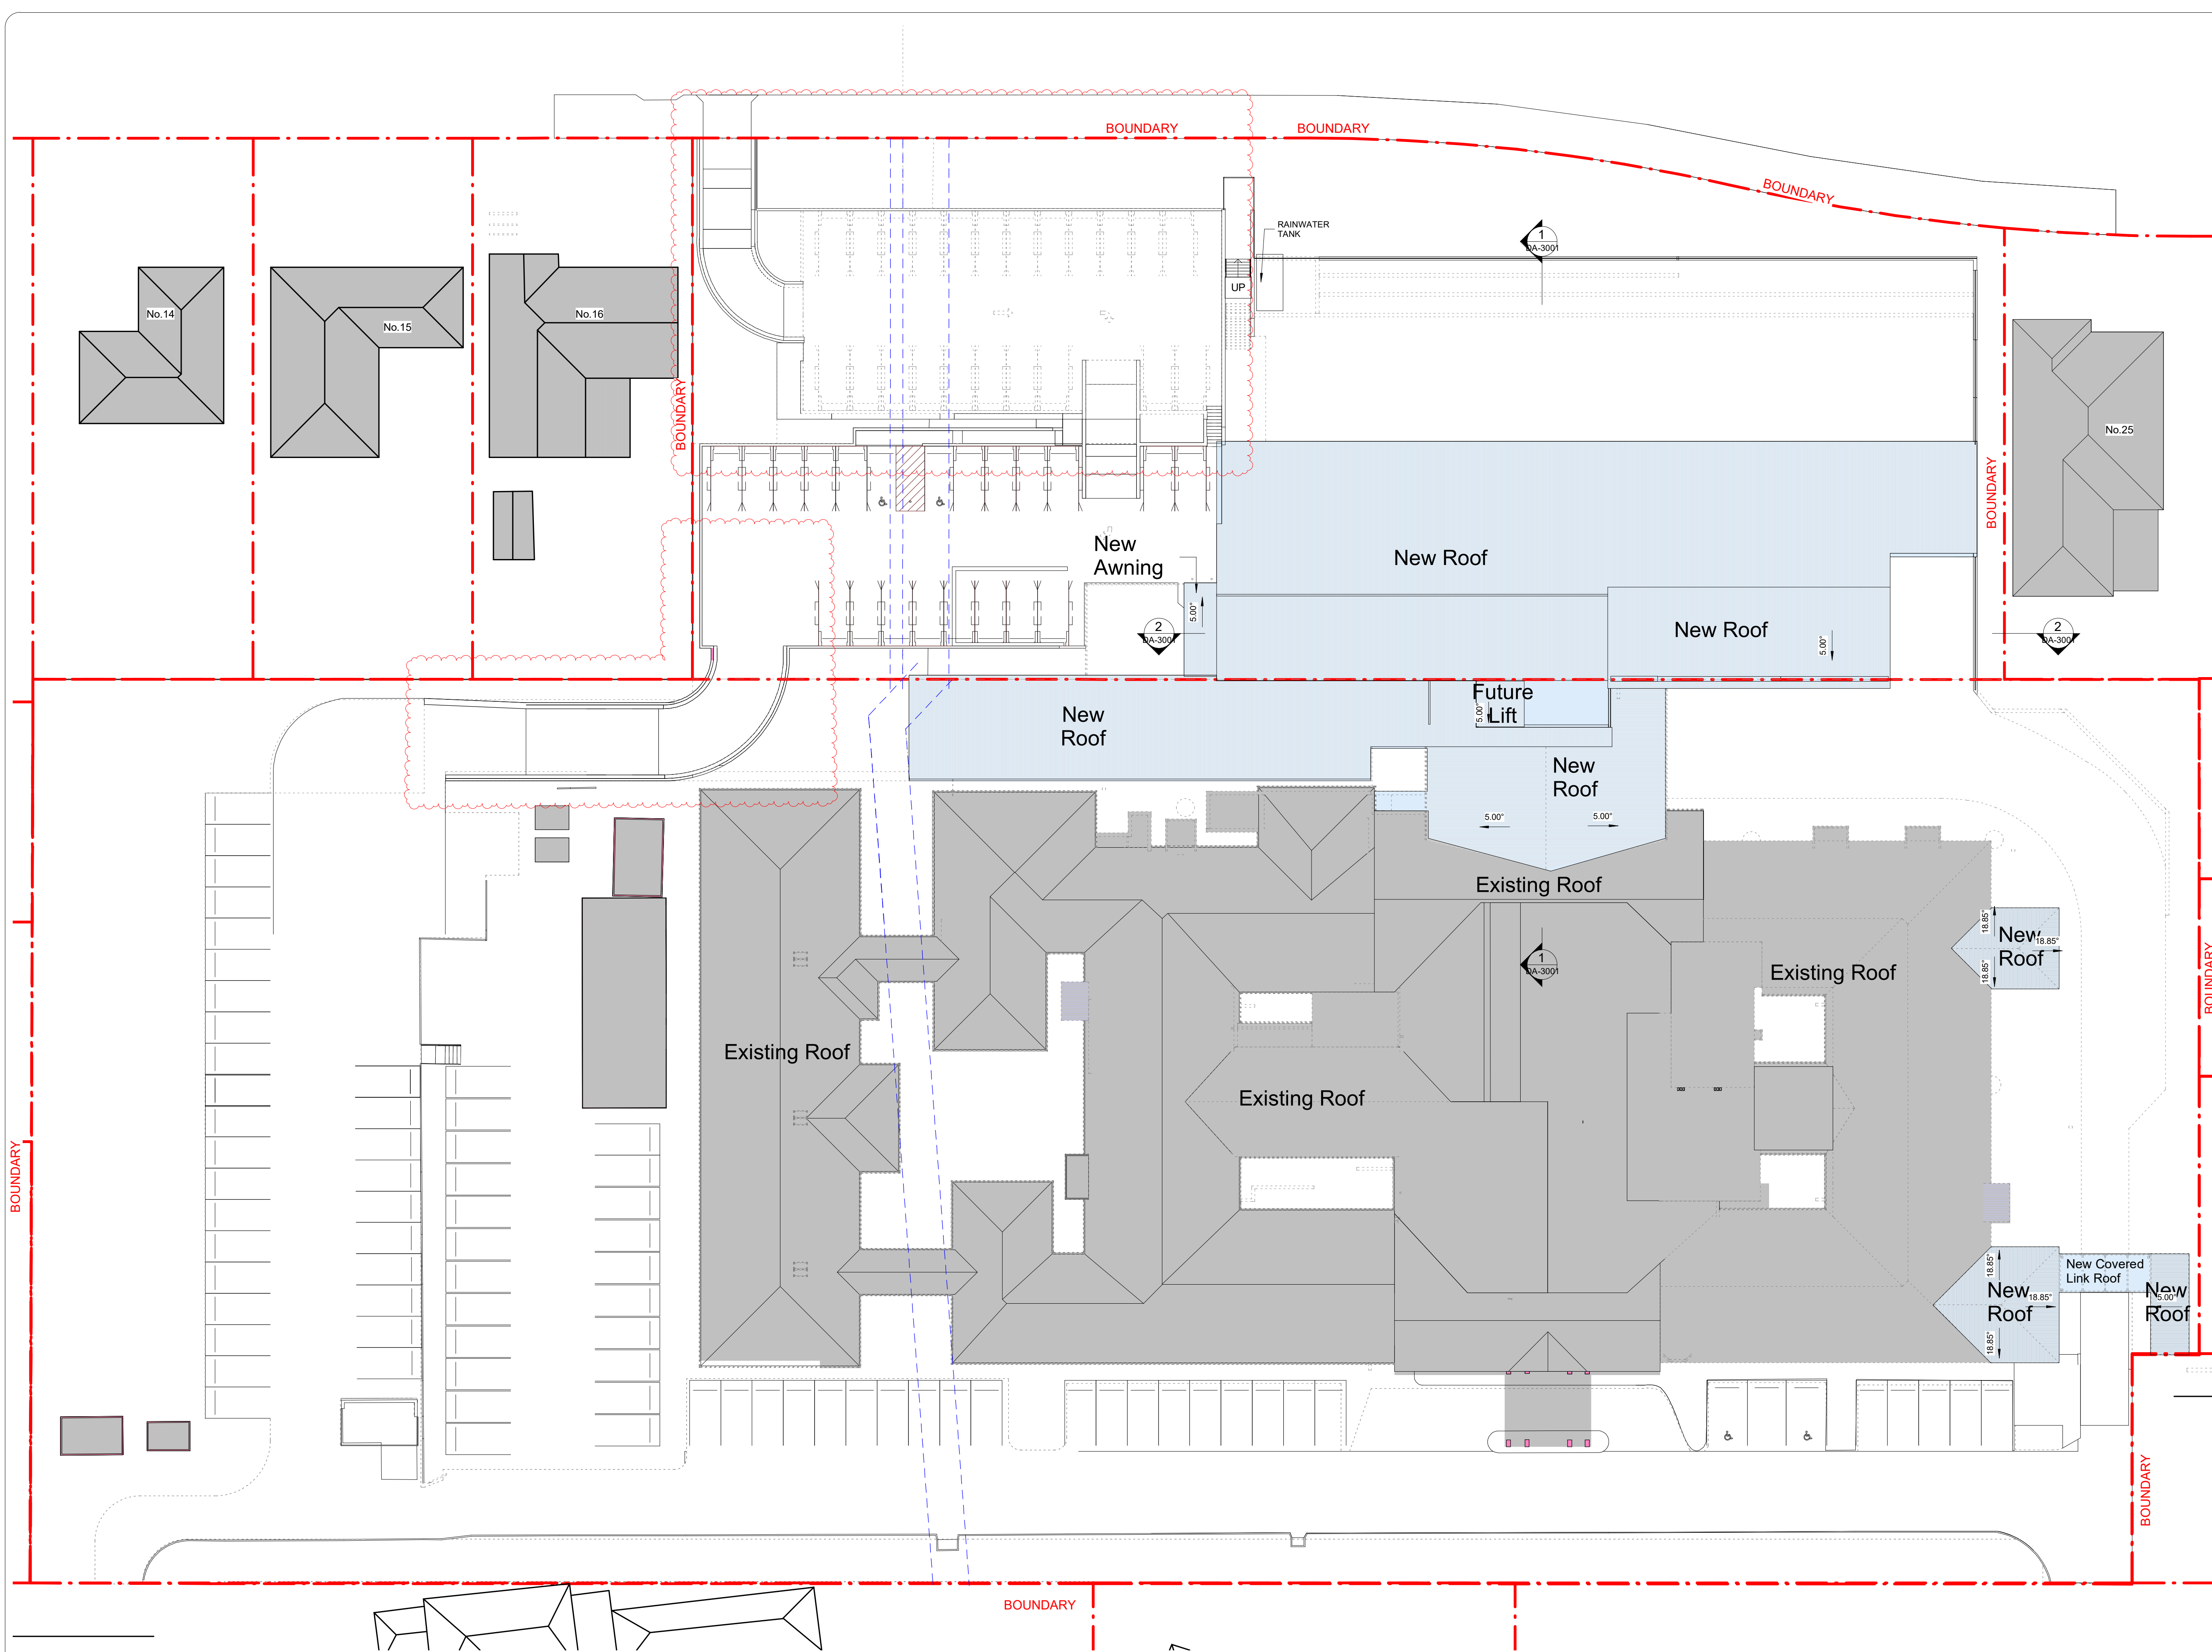 BOUNDARY
BOUNDARY
BOUNDARY
RAINWATER
TANK
1
DA-3001
UP
No.14
No.15
No.16
No.25
BOUNDARY
BOUNDARY
New
Awning
New Roof
5.00°
2
DA-3001
New Roof
5.00°
2
DA-3001
New
Roof
Future
Lift
5.00°
New
Roof
5.00°
5.00°
Existing Roof
18.85°
New
Roof
18.85°
18.85°
1
DA-3001
Existing Roof
BOUNDARY
Existing Roof
Existing Roof
BOUNDARY
18.85°
New
Roof
18.85°
18.85°
New Covered
Link Roof
New
Roof
5.00°
BOUNDARY
BOUNDARY